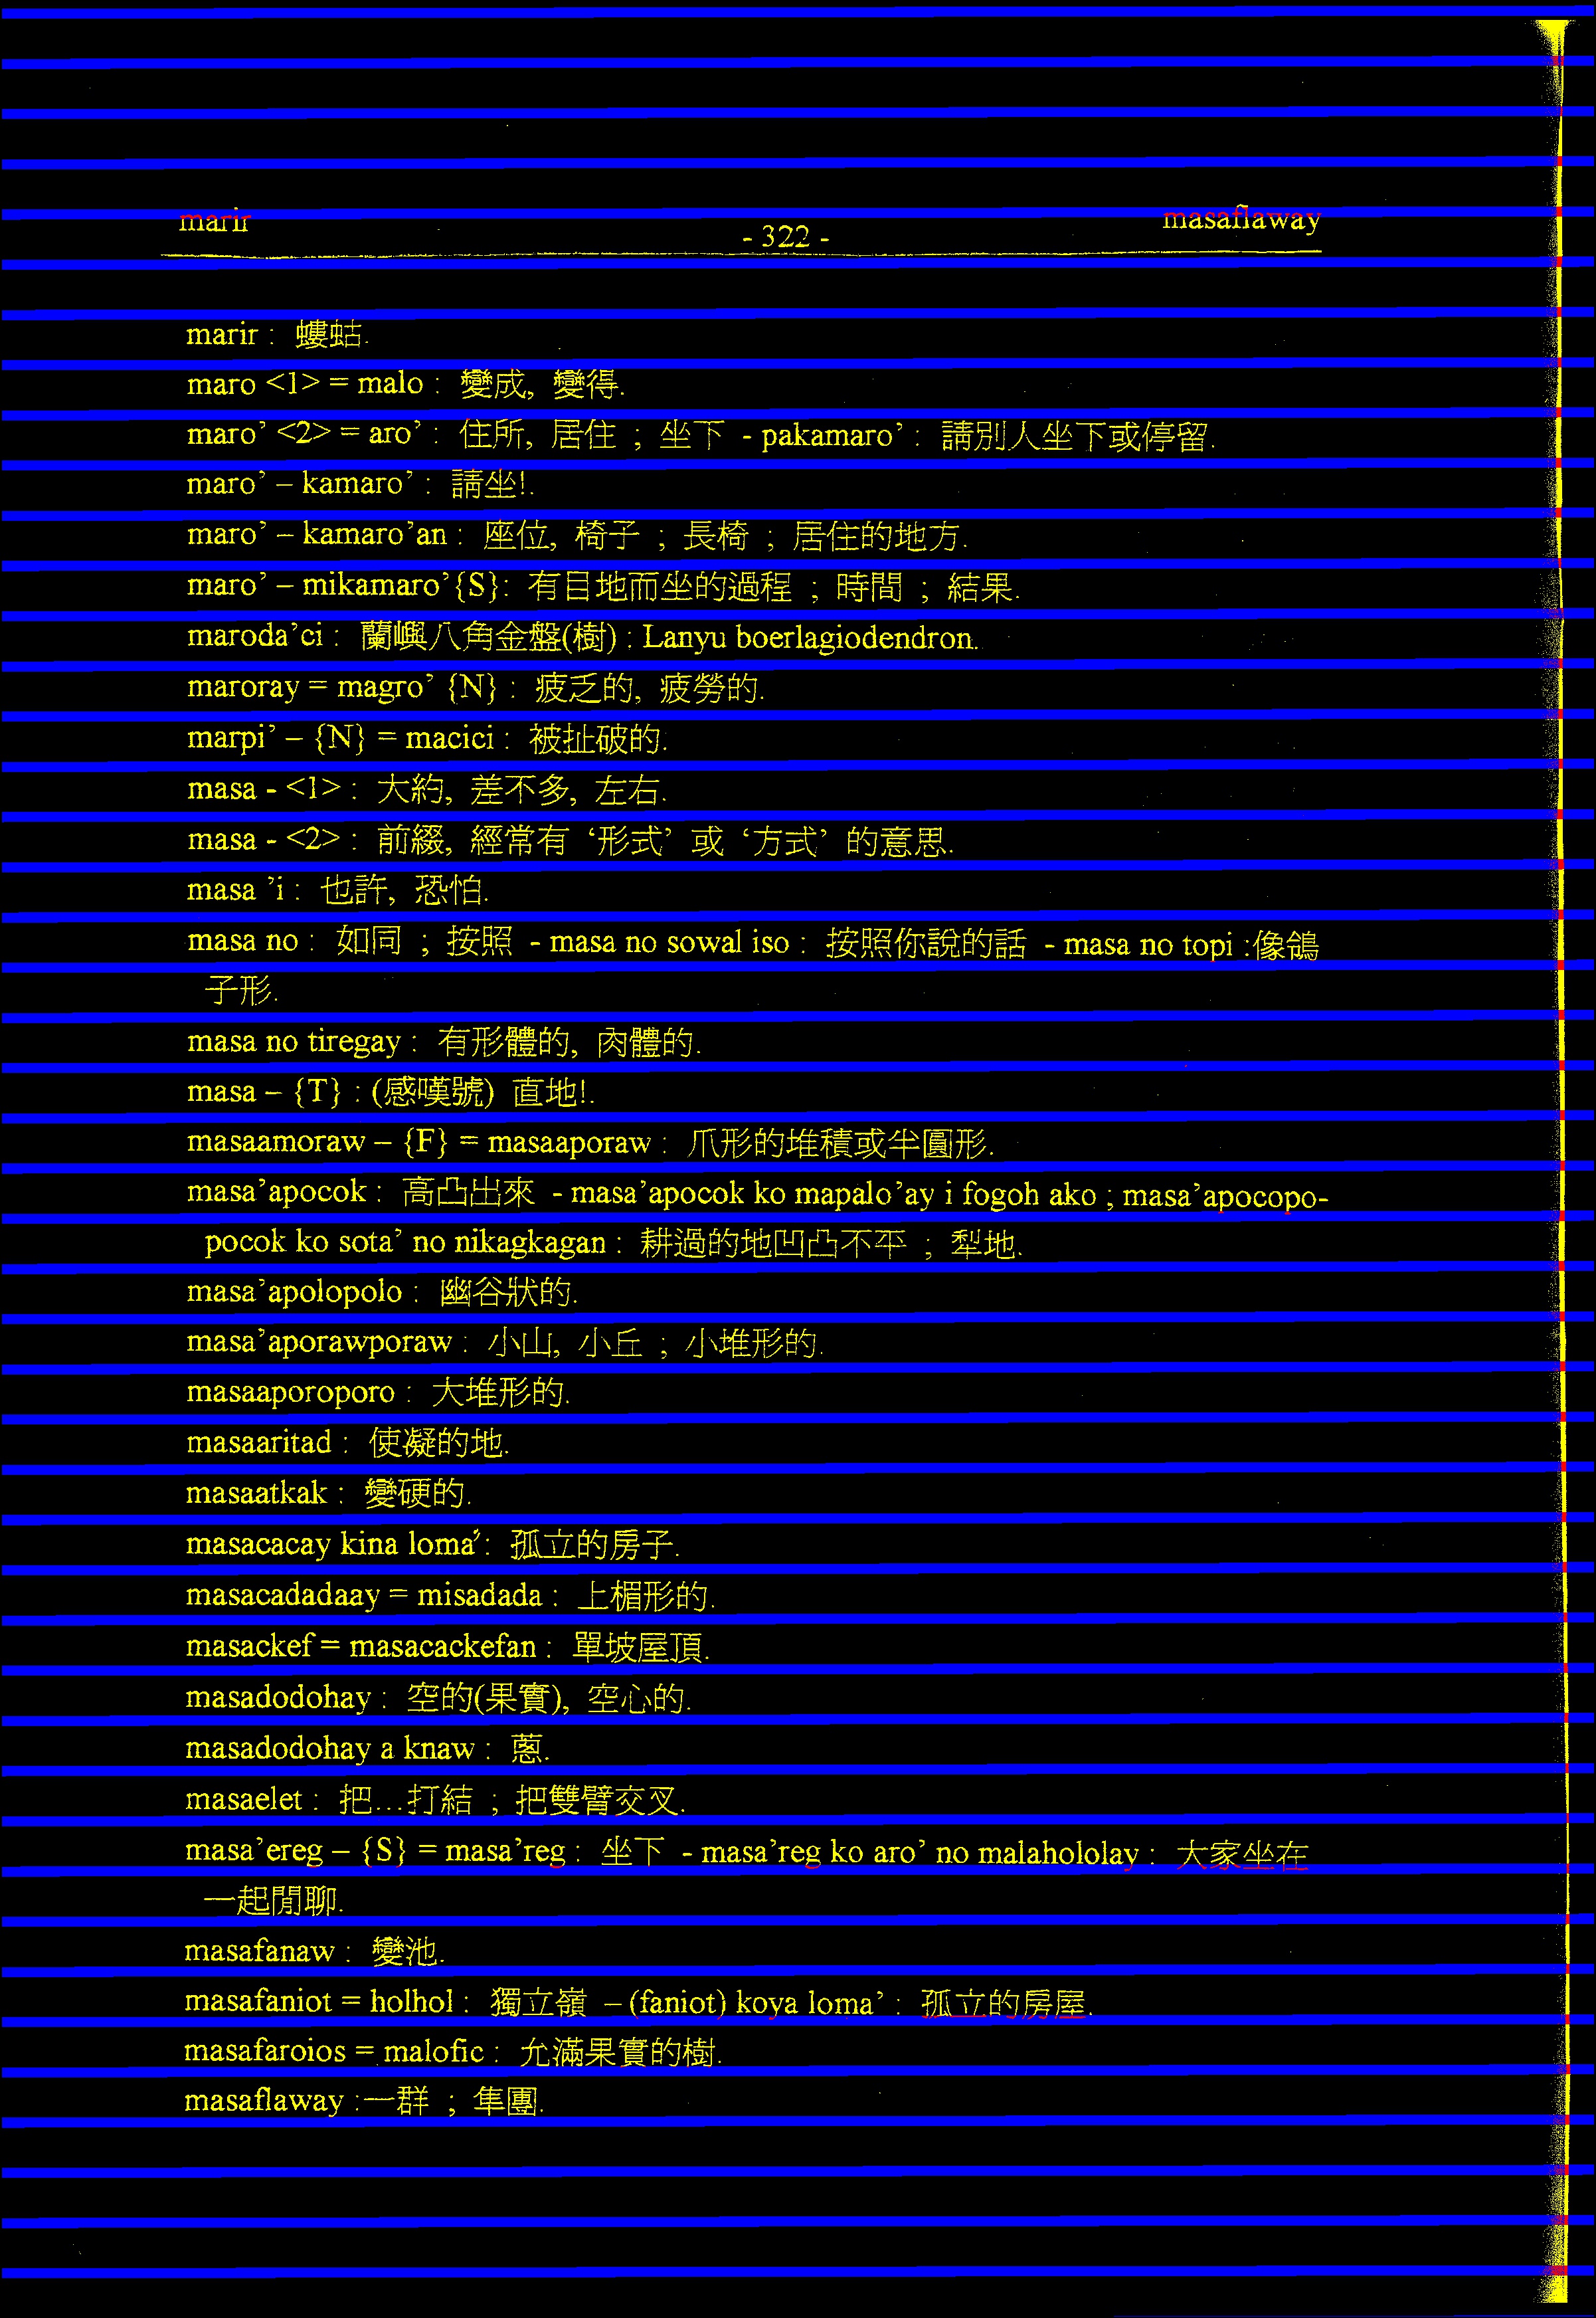 marir
masaflaway
- 322 -
marir : 螻蛄.
maro <1> = malo : 變成, 變得.
maro’ <2> = aro’ : 住所, 居住 ; 坐下 - pakamaro’ : 請別人坐下或停留.
maro’ – kamaro’ : 請坐!.
maro’ – kamaro’an : 座位, 椅子 ; 長椅 ; 居住的地方.
maro’ – mikamaro’{S}: 有目地而坐的過程 ; 時間 ; 結果.
maroda’ci : 蘭嶼八角金盤(樹) : Lanyu boerlagiodendron.
maroray = magro’ {N} : 疲乏的, 疲勞的.
marpi’ – {N} = macici : 被扯破的.
masa - <1> : 大約, 差不多, 左右.
masa - <2> : 前綴, 經常有 ‘形式’ 或 ‘方式’ 的意思.
masa ’i : 也許, 恐怕.
masa no : 如同 ; 按照 - masa no sowal iso : 按照你說的話 - masa no topi :像鴿
子形.
masa no tiregay : 有形體的, 肉體的.
masa – {T} : (感嘆號) 直地!.
masaamoraw – {F} = masaaporaw : 爪形的堆積或半圓形.
masa’apocok : 高凸出來 - masa’apocok ko mapalo’ay i fogoh ako ; masa’apocopo-
pocok ko sota’ no nikagkagan : 耕過的地凹凸不平 ; 犁地.
masa’apolopolo : 幽谷狀的.
masa’aporawporaw : 小山, 小丘 ; 小堆形的.
masaaporoporo : 大堆形的.
masaaritad : 使凝的地.
masaatkak : 變硬的.
masacacay kina loma’: 孤立的房子.
masacadadaay = misadada : 上楣形的.
masackef = masacackefan : 單坡屋頂.
masadodohay : 空的(果實), 空心的.
masadodohay a knaw : 蔥.
masaelet : 把...打結 ; 把雙臂交叉.
masa’ereg – {S} = masa’reg : 坐下 - masa’reg ko aro’ no malahololay : 大家坐在
一起閒聊.
masafanaw : 變池.
masafaniot = holhol : 獨立嶺 – (faniot) koya loma’ : 孤立的房屋.
masafaroios = malofic : 允滿果實的樹.
masaflaway :一群 ; 隼團.